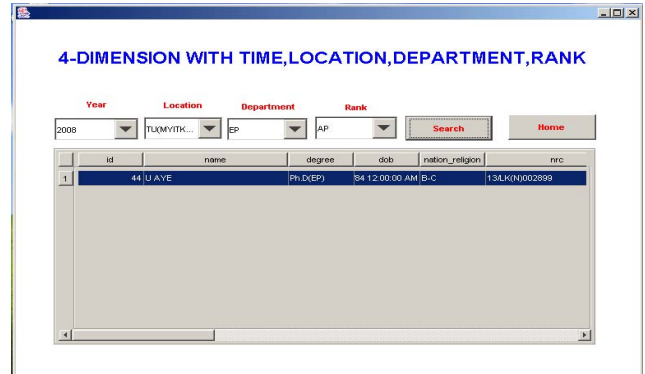 4-DIMENSION WITH TIME,LOCATION,DEPARTMENT,RANK
Year Location Department Rank
2008 TU(MYITK... EP AP Search Home
id name degree dob nation_religion nrc
1 44 U AYE Ph.D(EP) '84 12:00:00 AM B-C 13/LK(N)002899